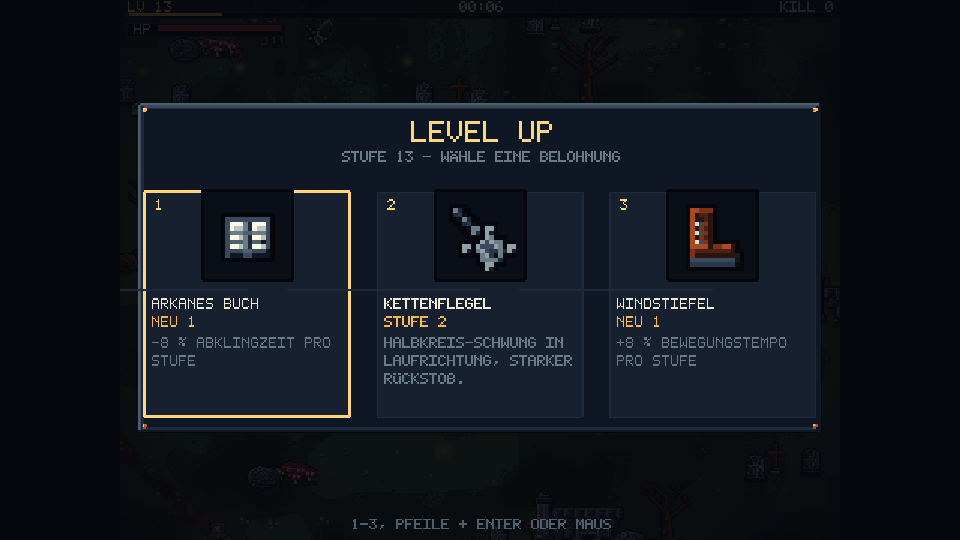 LV 13
00:06
KILL 0
HP
LEVEL UP
STUFE 13 – WÄHLE EINE BELOHNUNG
1
ARKANES BUCH
NEU 1
-8 % ABKLINGZEIT PRO
STUFE
2
KETTENFLEGEL
STUFE 2
HALBKREIS-SCHWUNG IN
LAUFRICHTUNG, STARKER
RÜCKSTOB.
3
WINDSTIEFEL
NEU 1
+8 % BEWEGUNGSTEMPO
PRO STUFE
1-3, PFEILE + ENTER ODER MAUS